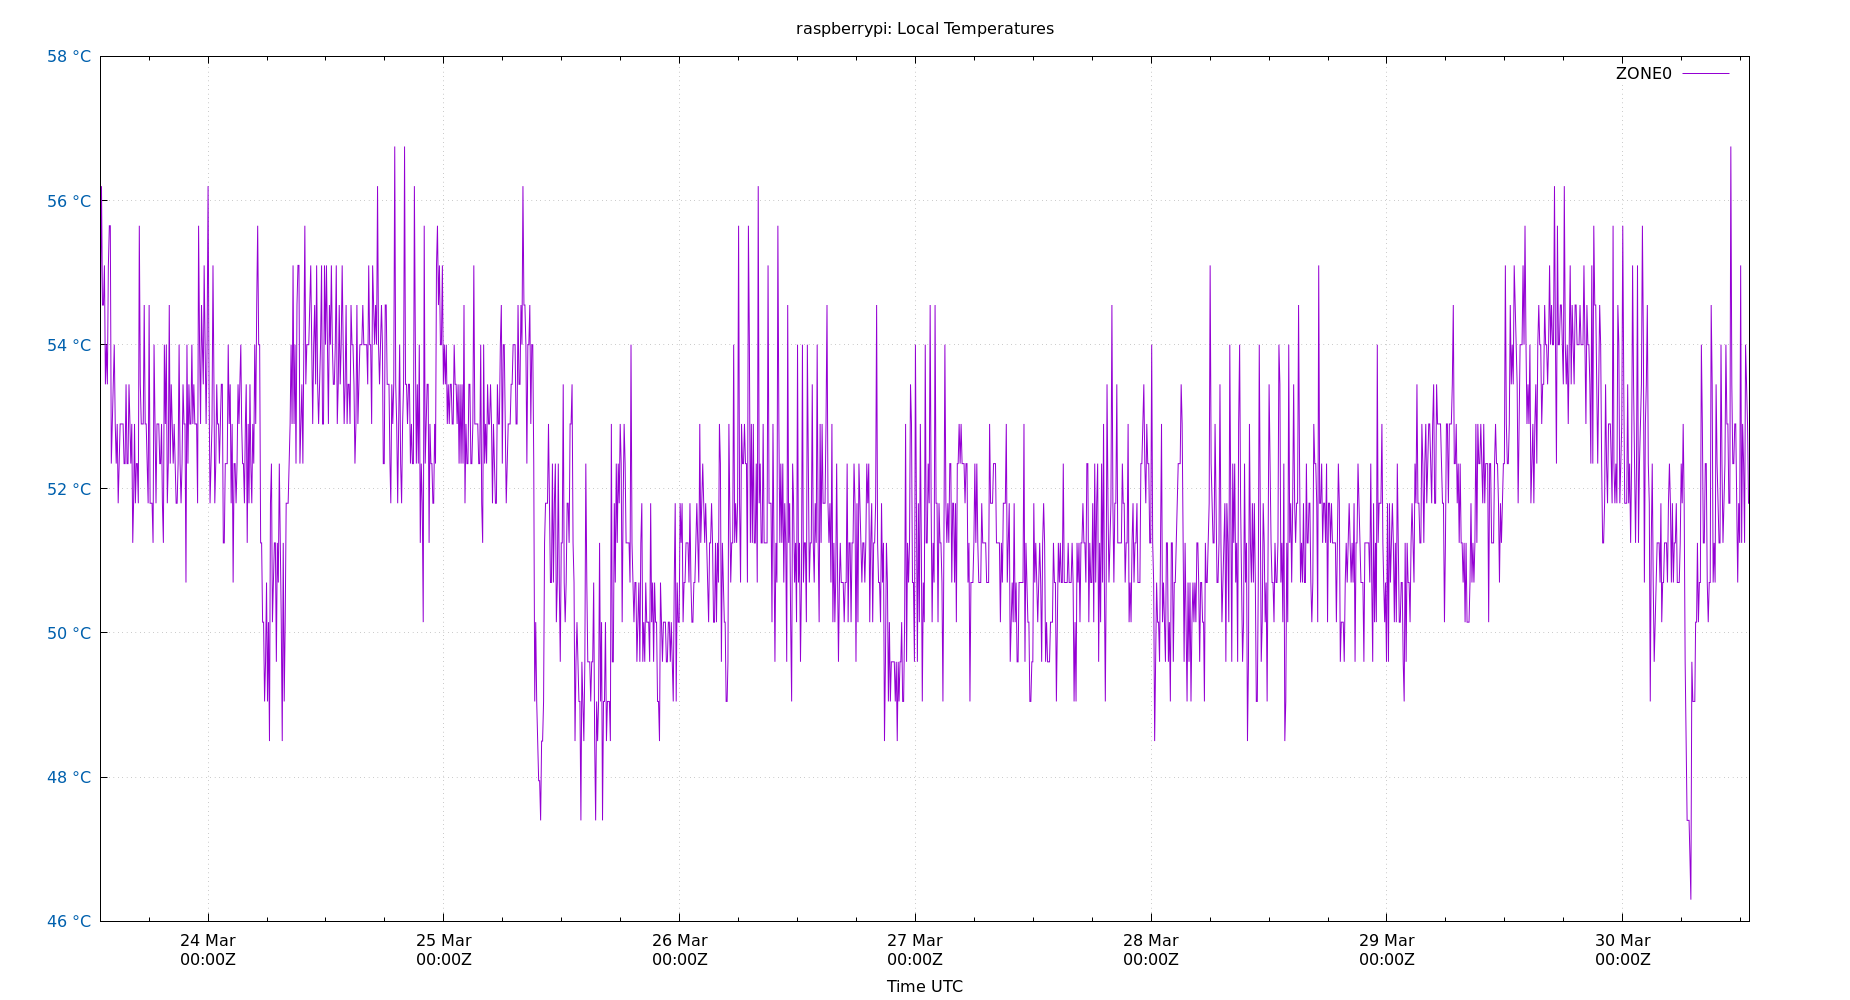 raspberrypi: Local Temperatures
58 °C
ZONE0
56 °C
54 °C
52 °C
50 °C
48 °C
46 °C
24 Mar 25 Mar 26 Mar 27 Mar 28 Mar 29 Mar 30 Mar
00:00Z 00:00Z 00:00Z 00:00Z 00:00Z 00:00Z 00:00Z
Time UTC